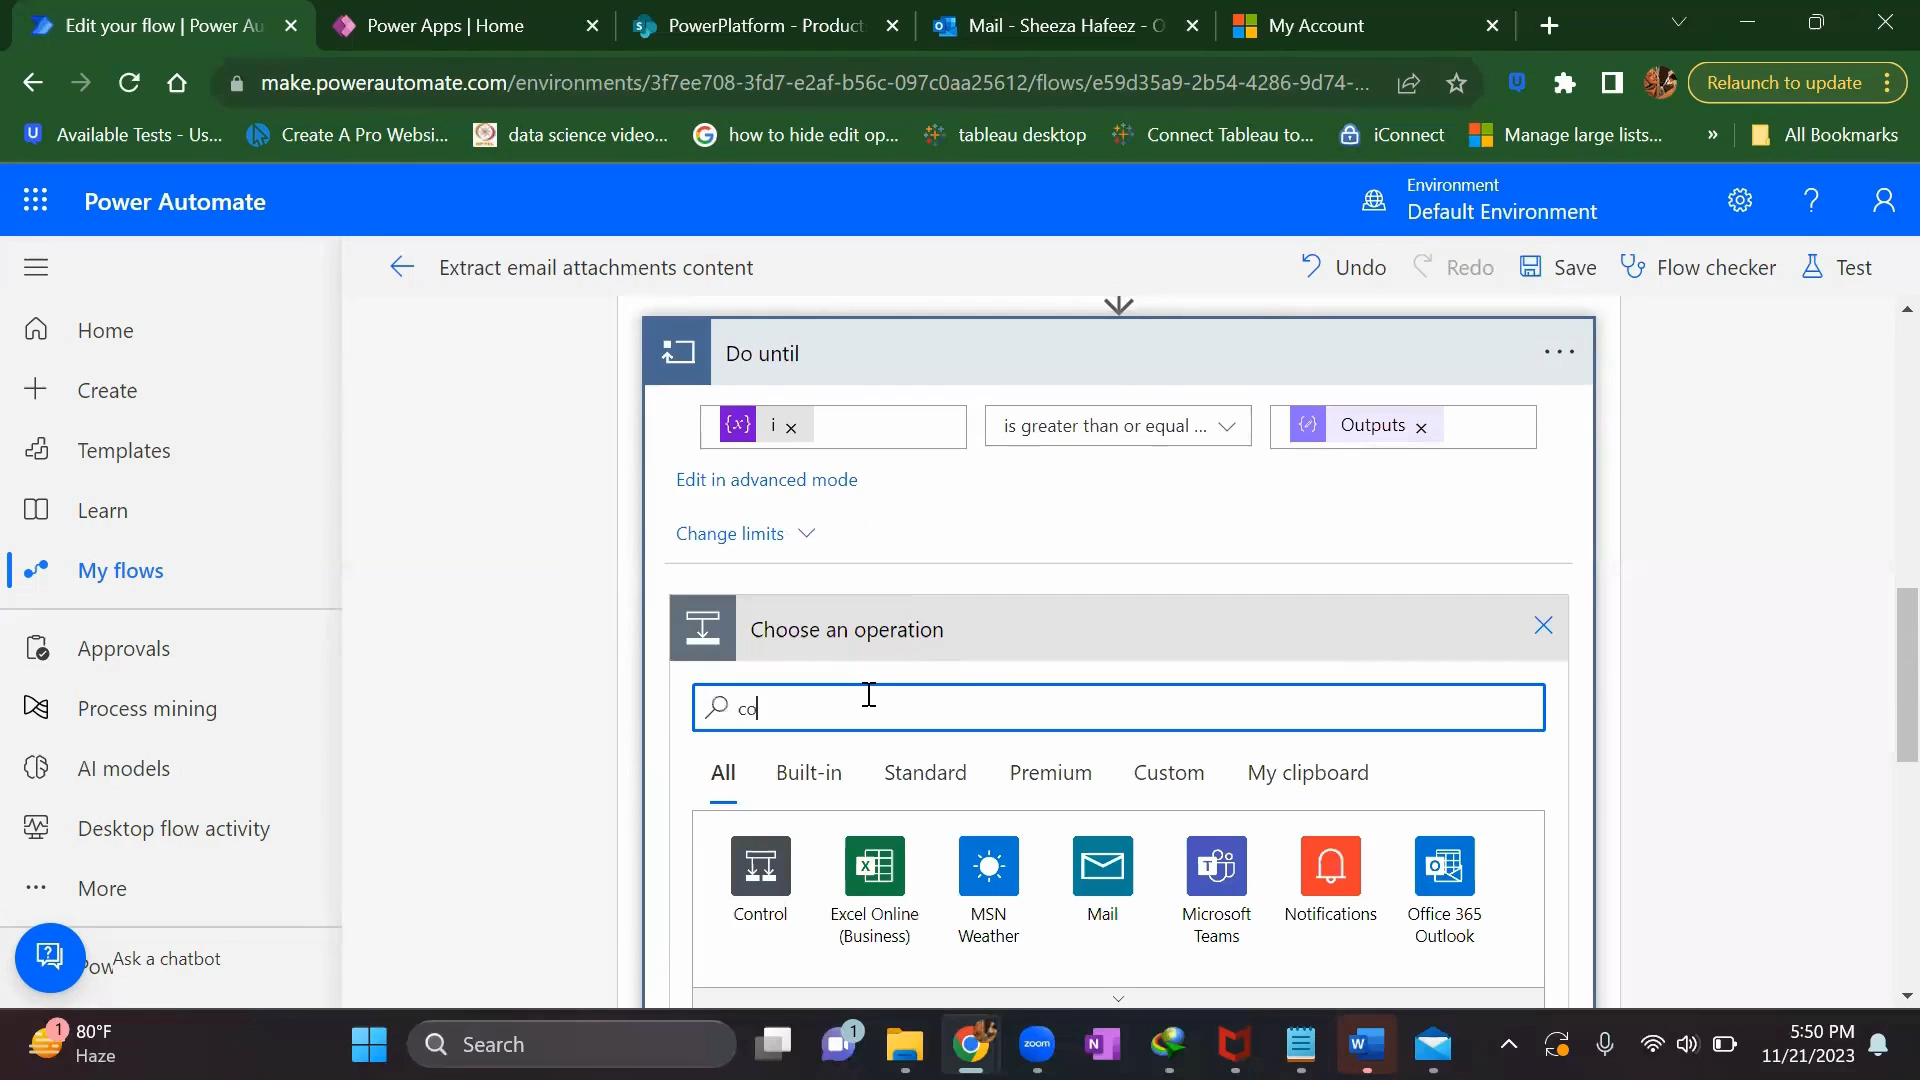 Edit your flow | Power Au
Power Apps | Home
PowerPlatform - Product
Mail - Sheeza Hafeez - O
My Account
make.powerautomate.com/environments/3f7ee708-3fd7-e2af-b56c-097c0aa25612/flows/e59d35a9-2b54-4286-9d74-...
Relaunch to update
Available Tests - Us...
Create A Pro Websi...
data science video...
how to hide edit op...
tableau desktop
Connect Tableau to...
iConnect
Manage large lists...
»
All Bookmarks
Power Automate
Environment
Default Environment
Extract email attachments content
Undo
Redo
Save
Flow checker
Test
Home
Create
Templates
Learn
My flows
Approvals
Process mining
AI models
Desktop flow activity
More
Pow
Ask a chatbot
Do until
{x} i
is greater than or equal ...
Outputs
Edit in advanced mode
Change limits
Choose an operation
co
All
Built-in
Standard
Premium
Custom
My clipboard
Control
Excel Online
(Business)
MSN
Weather
Mail
Microsoft
Teams
Notifications
Office 365
Outlook
1
80°F
Haze
Search
1
zoom
5:50 PM
11/21/2023